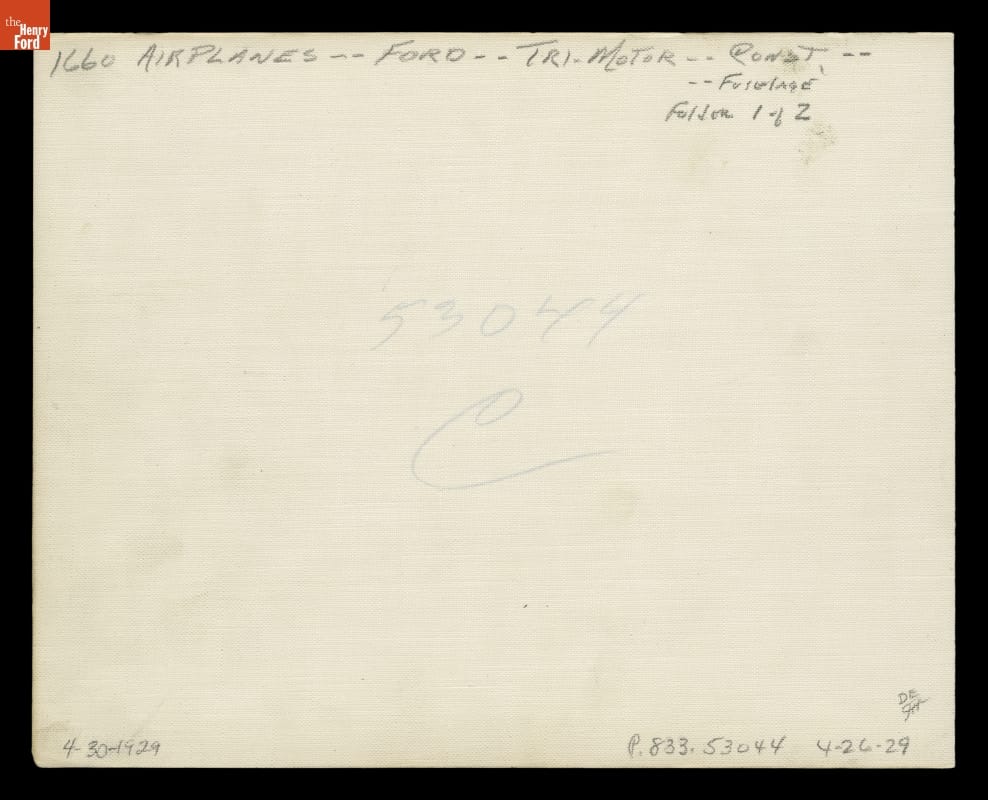 the
Henry
Ford
1660 AIRPLANES -- FORD -- TRI-MOTOR -- CONST. --
-- FUSELAGE
Folder 1 of 2
53044
C
DE
4-30-1929
P.833.53044 4-26-29